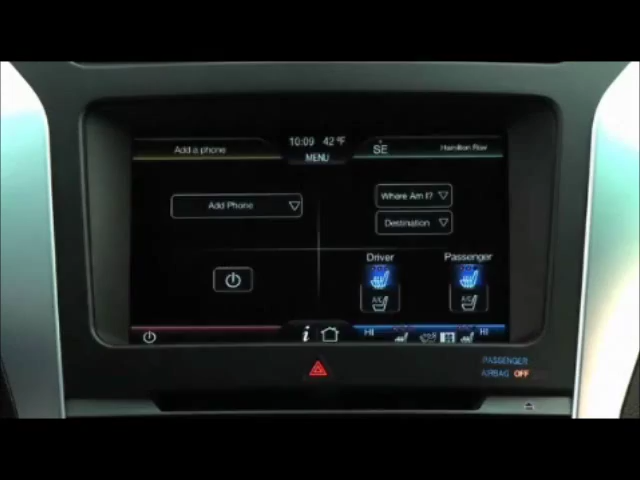 10:09 42°F
Add a phone
MENU
SE
Hamilton Row
Add Phone
Where Am I?
Destination
Driver
Passenger
A/C
A/C
i
HI
HI
PASSENGER
AIRBAG OFF